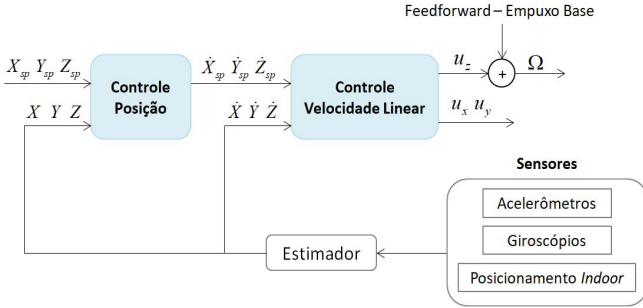 Feedforward – Empuxo Base
X_sp Y_sp Z_sp
Controle
Posição
X Y Z
Ẋ_sp Ẏ_sp Ż_sp
Controle
Velocidade Linear
Ẋ Ẏ Ż
u_z
+
Ω
u_x u_y
Sensores
Acelerômetros
Giroscópios
Posicionamento Indoor
Estimador